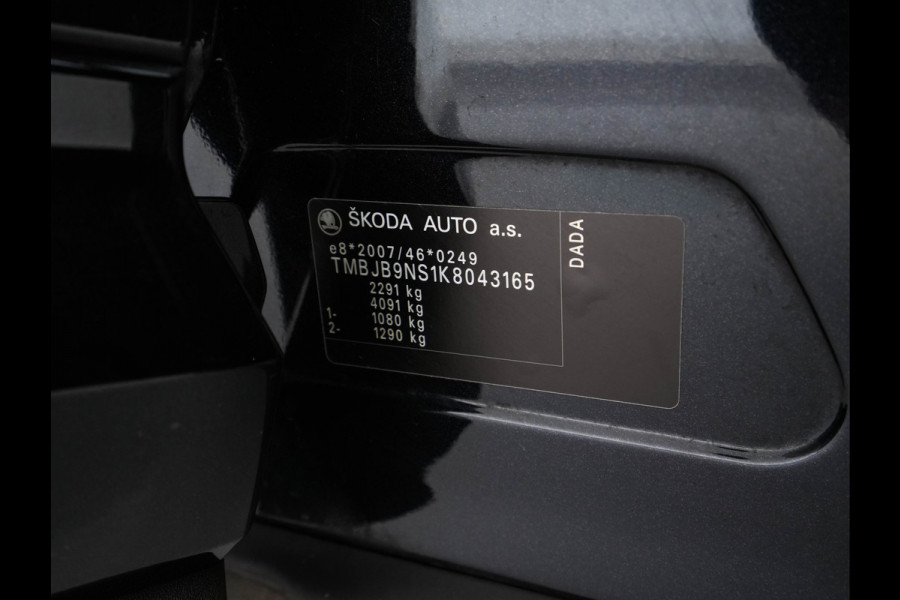 ŠKODA AUTO a.s.
e8*2007/46*0249
TMBJB9NS1K8043165
2291 kg
4091 kg
1- 1080 kg
2- 1290 kg
DADA